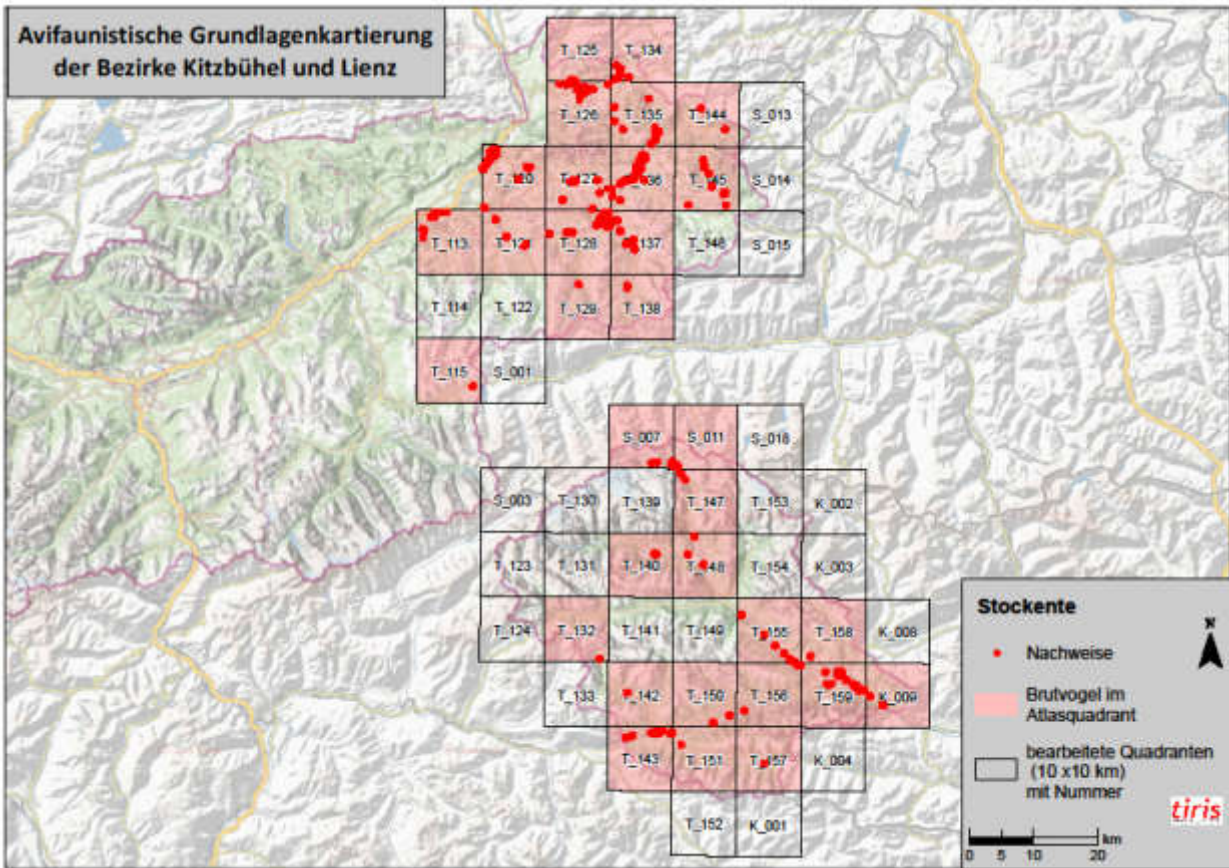 Avifaunistische Grundlagenkartierung
der Bezirke Kitzbühel und Lienz
T_125 T_134
T_126 T_135 T_144 S_013
T_120 T_127 T_136 T_145 S_014
T_113 T_121 T_128 T_137 T_146 S_015
T_114 T_122 T_129 T_138
T_115 S_001
S_007 S_011 S_016
S_003 T_130 T_139 T_147 T_153 K_002
T_123 T_131 T_140 T_148 T_154 K_003
T_124 T_132 T_141 T_149 T_155 T_158 K_008
T_133 T_142 T_150 T_156 T_159 K_009
T_143 T_151 T_157 K_004
T_152 K_001
Stockente
N
Nachweise
Brutvogel im
Atlasquadrant
bearbeitete Quadranten
(10 x10 km)
mit Nummer
tiris
km
0 5 10 20